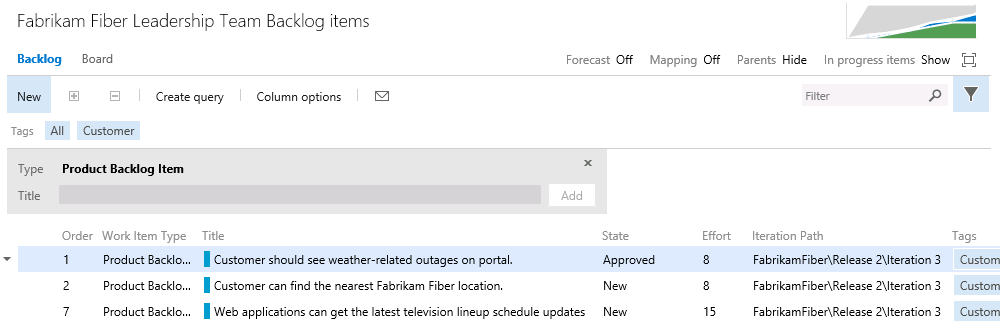 Fabrikam Fiber Leadership Team Backlog items
Backlog Board Forecast Off Mapping Off Parents Hide In progress items Show
New Create query Column options Filter
Tags All Customer
Type Product Backlog Item
Title Add
Order Work Item Type Title State Effort Iteration Path Tags
1 Product Backlo... Customer should see weather-related outages on portal. Approved 8 FabrikamFiber\Release 2\Iteration 3 Custom
2 Product Backlo... Customer can find the nearest Fabrikam Fiber location. New 8 FabrikamFiber\Release 2\Iteration 3 Custom
7 Product Backlo... Web applications can get the latest television lineup schedule updates New 15 FabrikamFiber\Release 2\Iteration 3 Custom